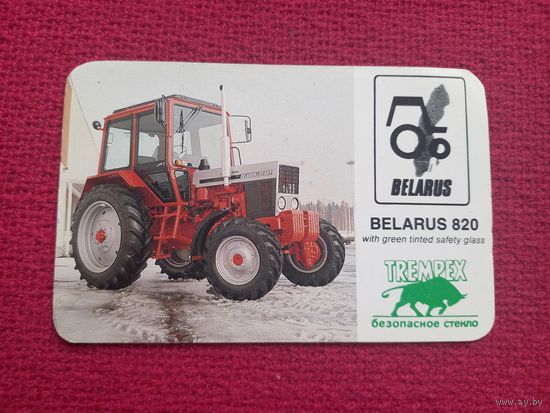 BELARUS
BELARUS 820
with green tinted safety glass
TREMPEX
безопасное стекло
www.ay.by